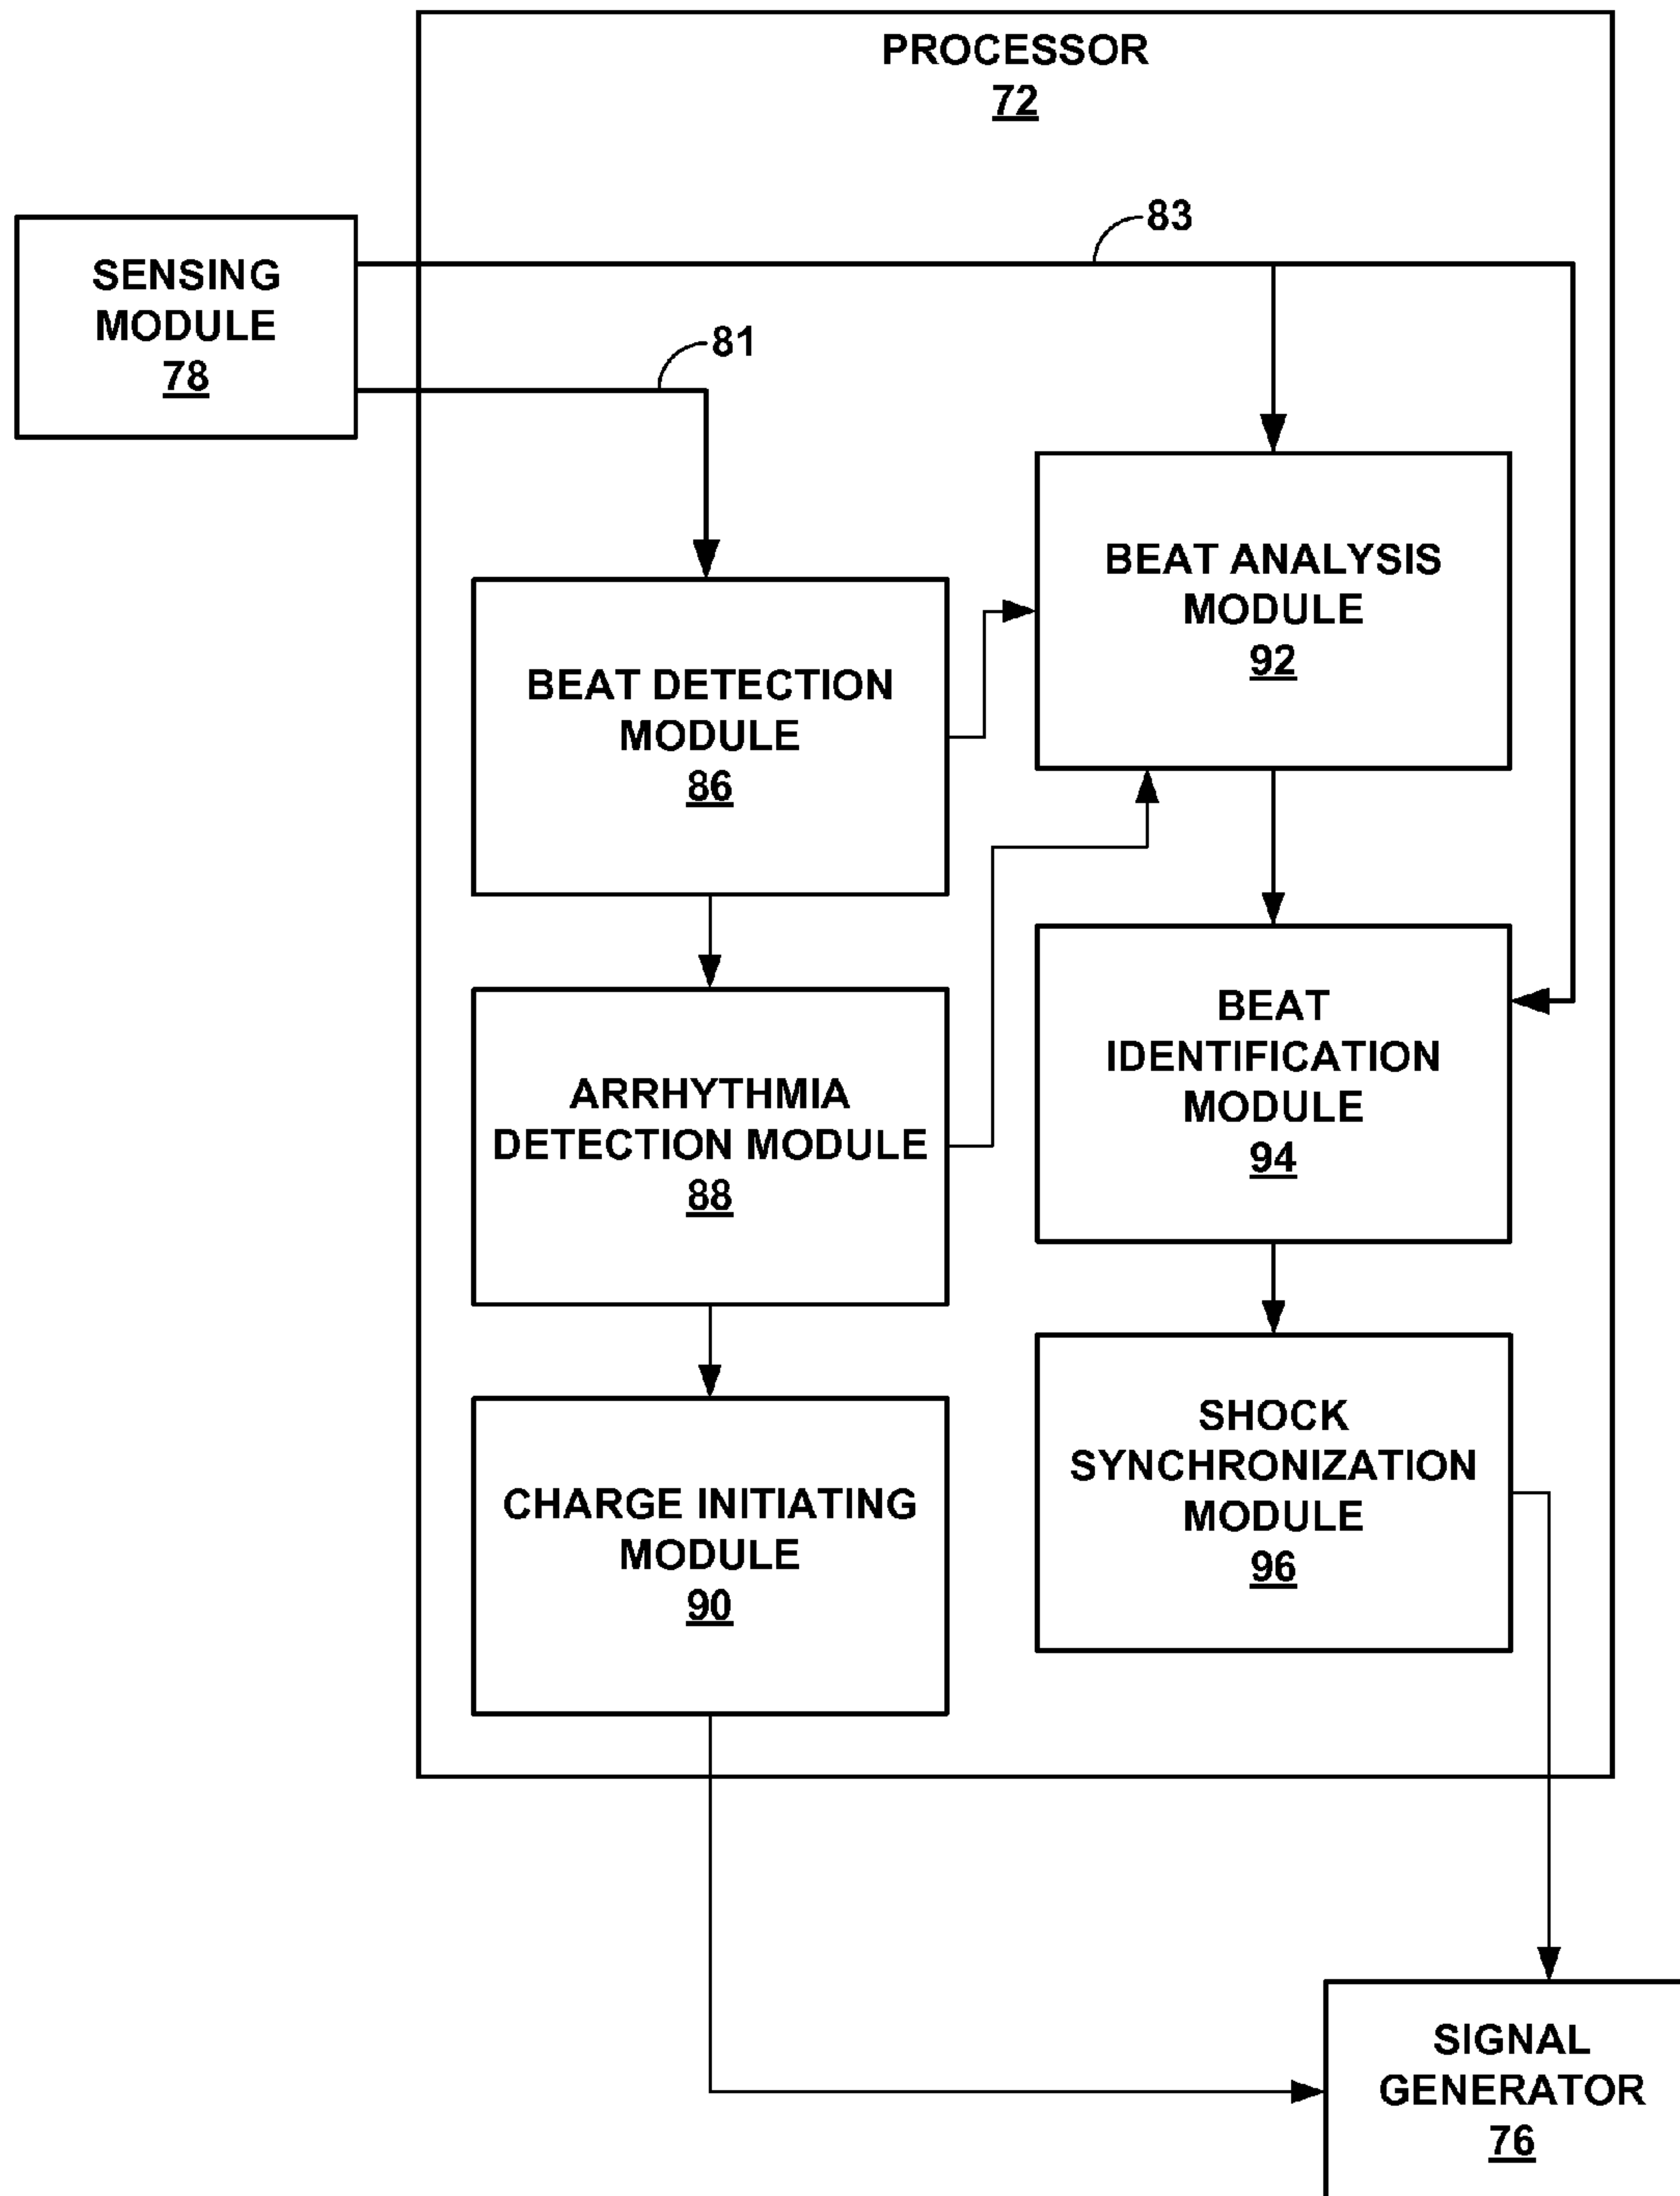 PROCESSOR
72
83
SENSING
MODULE
78
81
BEAT ANALYSIS
MODULE
92
BEAT DETECTION
MODULE
86
BEAT
IDENTIFICATION
MODULE
94
ARRHYTHMIA
DETECTION MODULE
88
SHOCK
SYNCHRONIZATION
MODULE
96
CHARGE INITIATING
MODULE
90
SIGNAL
GENERATOR
76